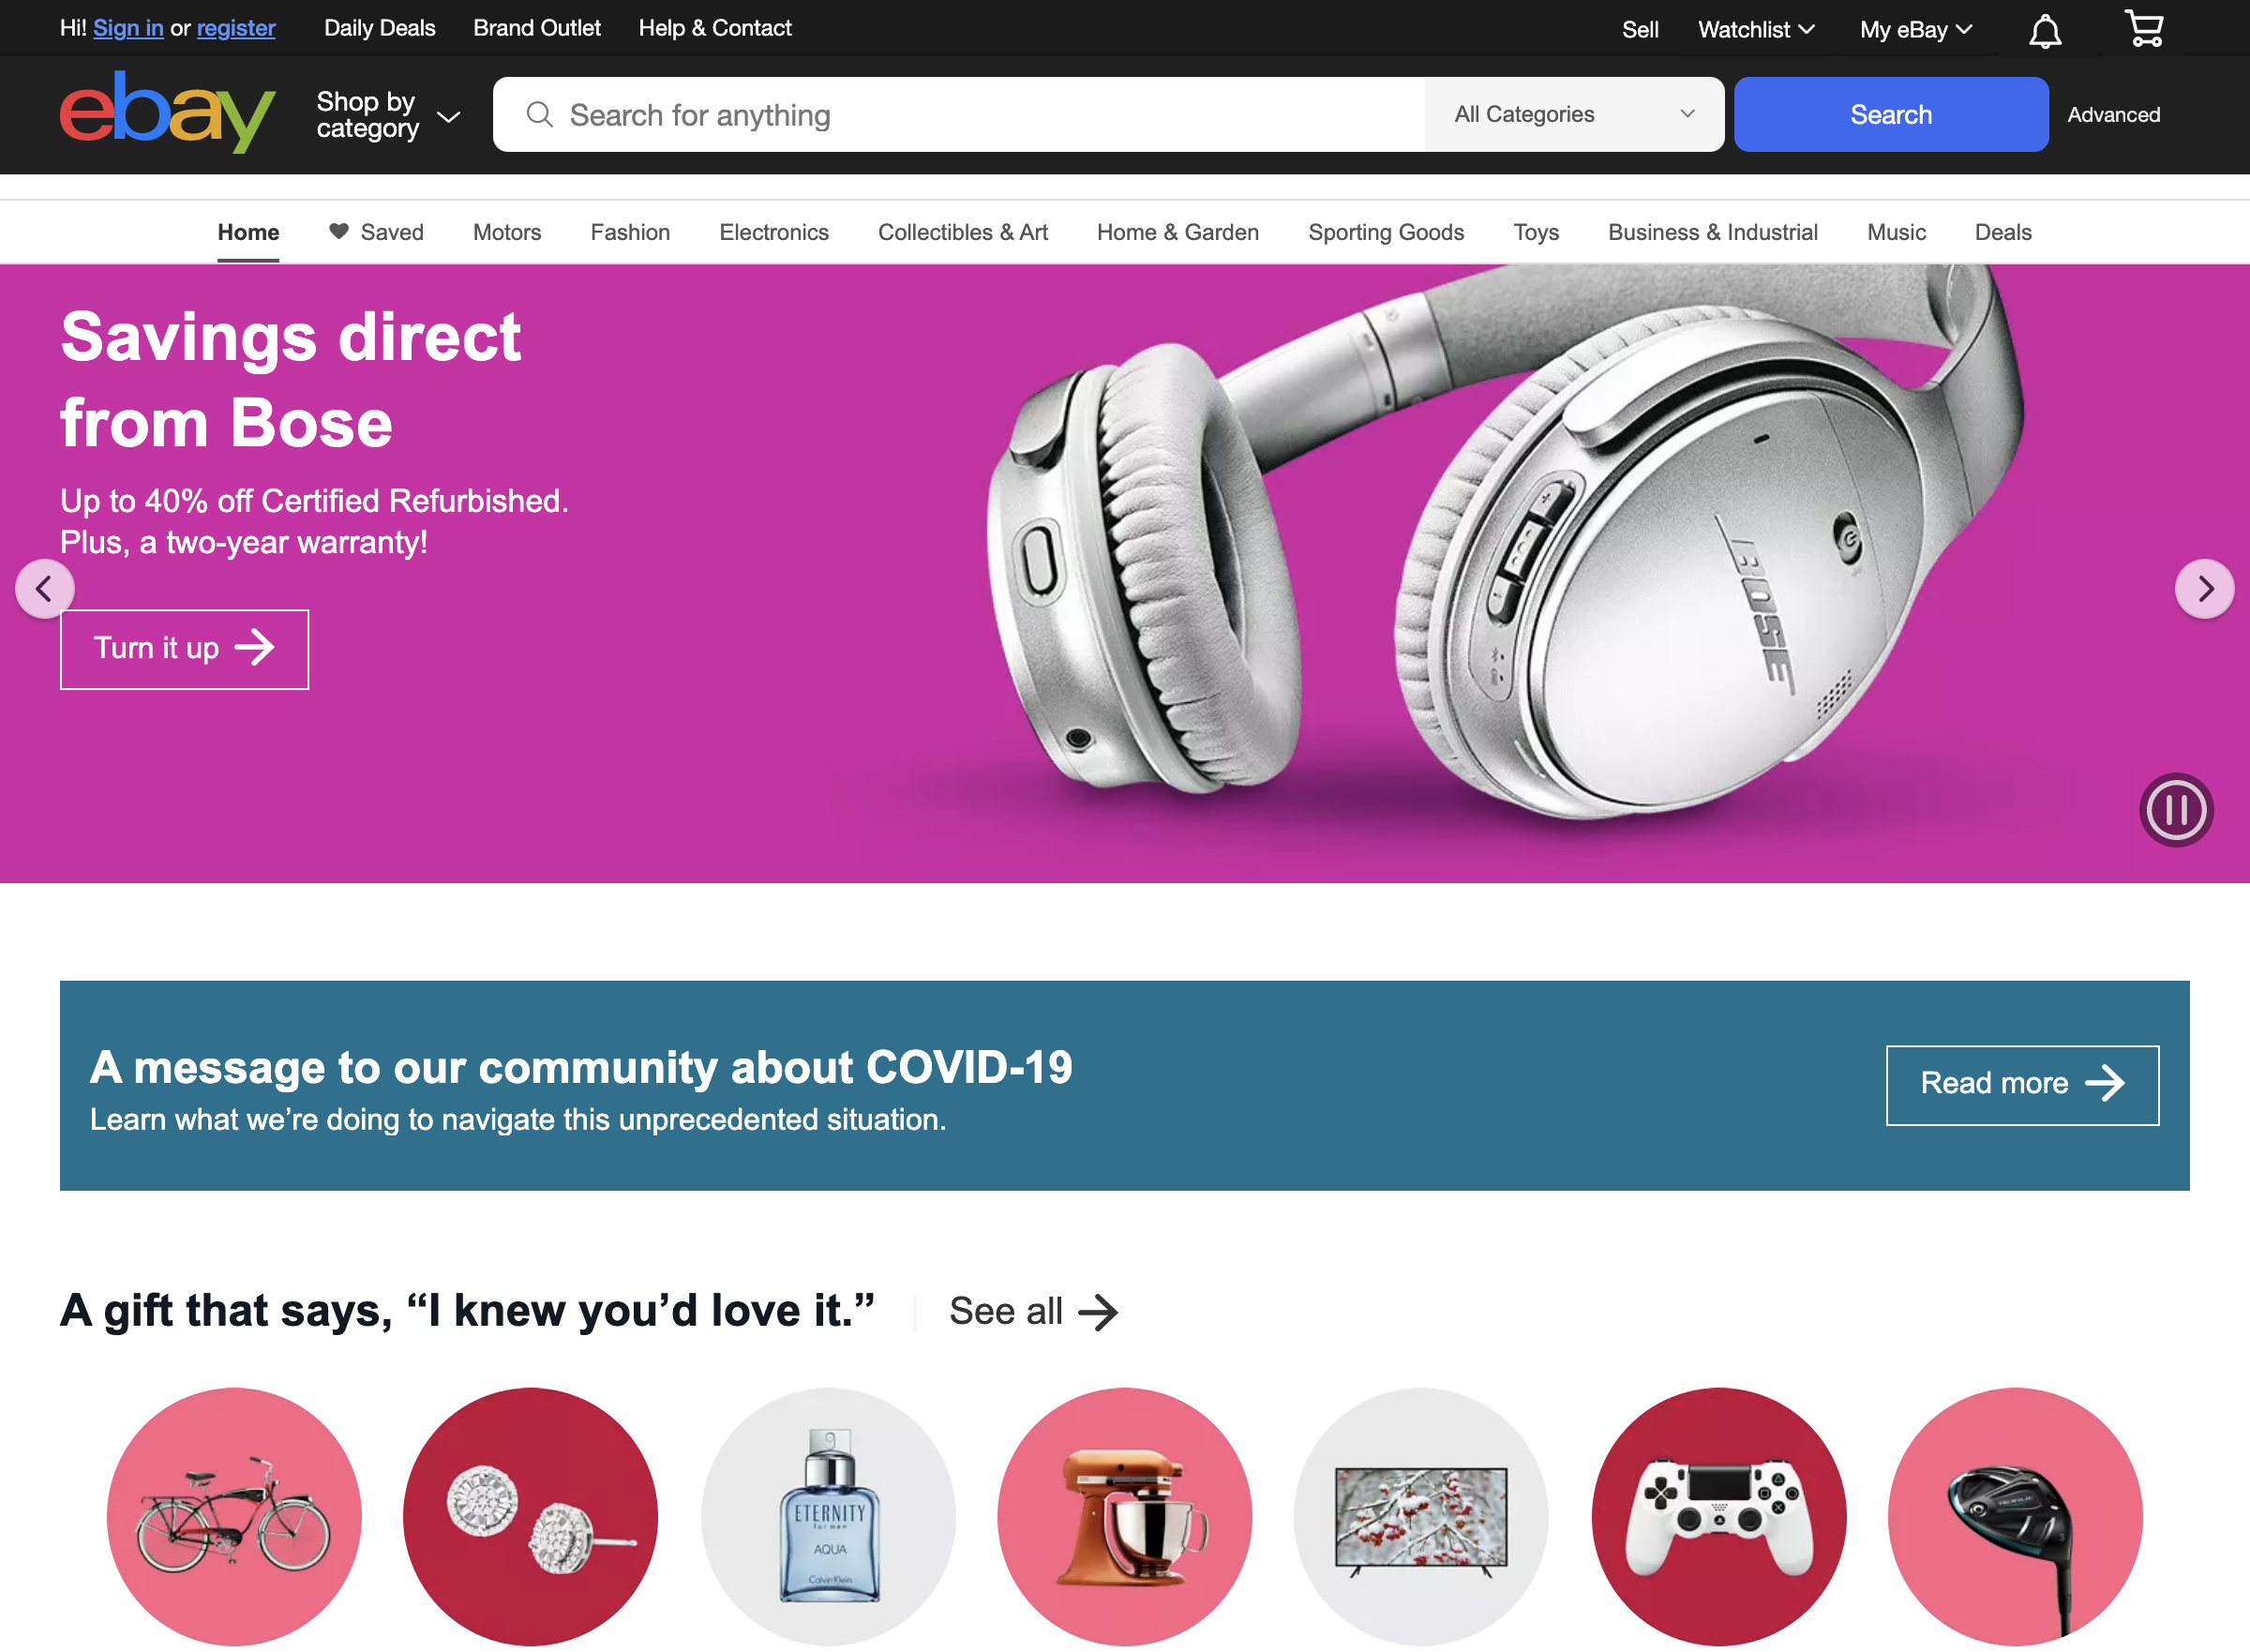 Hi! Sign in or register
Daily Deals
Brand Outlet
Help & Contact
Sell
Watchlist
My eBay
ebay
Shop by
category
Search for anything
All Categories
Search
Advanced
Home
Saved
Motors
Fashion
Electronics
Collectibles & Art
Home & Garden
Sporting Goods
Toys
Business & Industrial
Music
Deals
Savings direct
from Bose
Up to 40% off Certified Refurbished.
Plus, a two-year warranty!
Turn it up
BOSE
A message to our community about COVID-19
Learn what we’re doing to navigate this unprecedented situation.
Read more
A gift that says, “I knew you’d love it.”
See all
ETERNITY
for men
AQUA
Calvin Klein